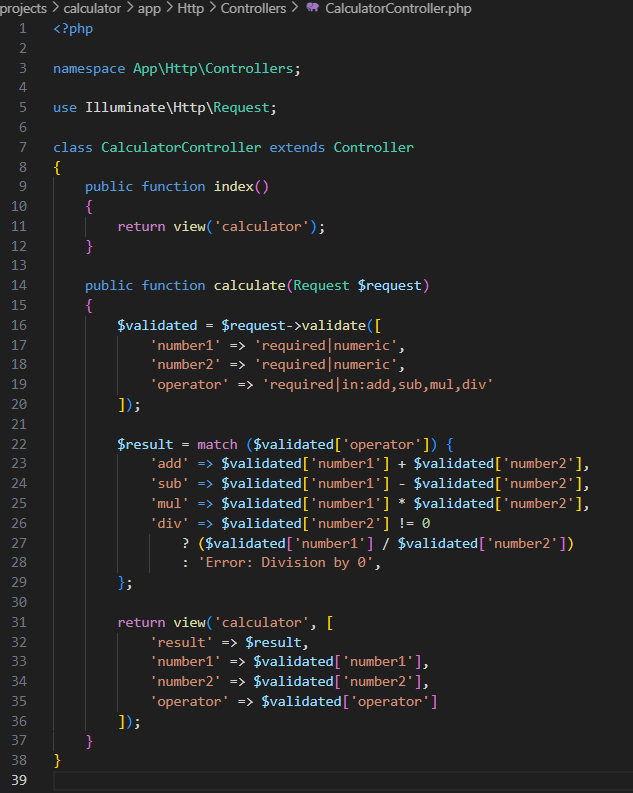 projects > calculator > app > Http > Controllers > CalculatorController.php
1 <?php
2
3 namespace App\Http\Controllers;
4
5 use Illuminate\Http\Request;
6
7 class CalculatorController extends Controller
8 {
9     public function index()
10     {
11         return view('calculator');
12     }
13
14     public function calculate(Request $request)
15     {
16         $validated = $request->validate([
17             'number1' => 'required|numeric',
18             'number2' => 'required|numeric',
19             'operator' => 'required|in:add,sub,mul,div'
20         ]);
21
22         $result = match ($validated['operator']) {
23             'add' => $validated['number1'] + $validated['number2'],
24             'sub' => $validated['number1'] - $validated['number2'],
25             'mul' => $validated['number1'] * $validated['number2'],
26             'div' => $validated['number2'] != 0
27                 ? ($validated['number1'] / $validated['number2'])
28                 : 'Error: Division by 0',
29         };
30
31         return view('calculator', [
32             'result' => $result,
33             'number1' => $validated['number1'],
34             'number2' => $validated['number2'],
35             'operator' => $validated['operator']
36         ]);
37     }
38 }
39